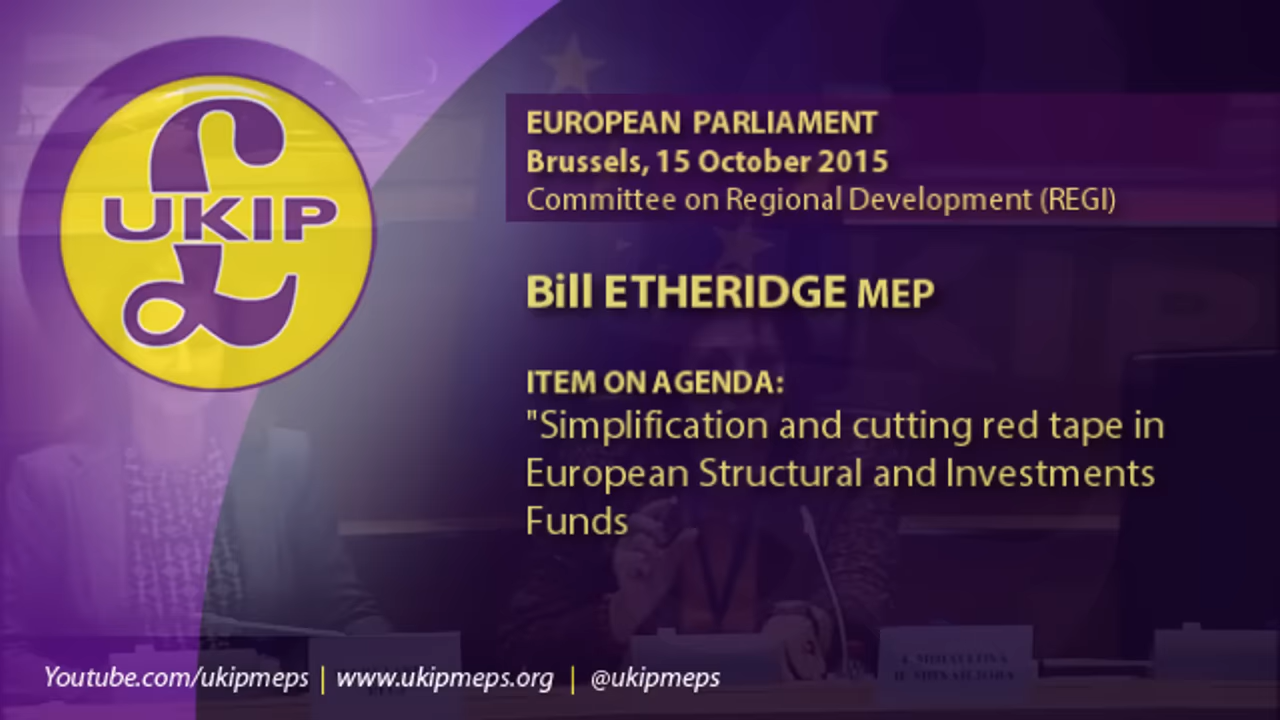 UKIP
EUROPEAN PARLIAMENT
Brussels, 15 October 2015
Committee on Regional Development (REGI)
Bill ETHERIDGE MEP
ITEM ON AGENDA:
"Simplification and cutting red tape in
European Structural and Investments
Funds
Youtube.com/ukipmeps | www.ukipmeps.org | @ukipmeps